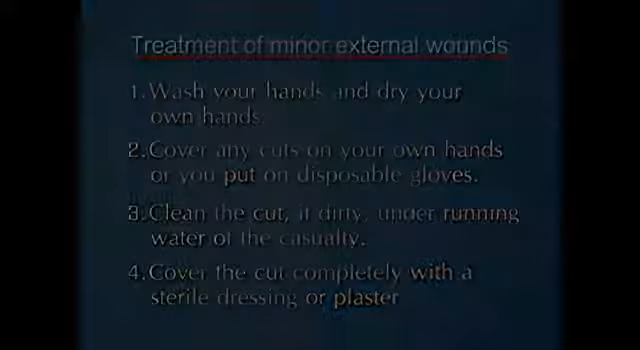 Treatment of minor external wounds
1. Wash your hands and dry your
own hands.
2. Cover any cuts on your own hands
or you put on disposable gloves.
3. Clean the cut, if dirty, under running
water of the casualty.
4. Cover the cut completely with a
sterile dressing or plaster